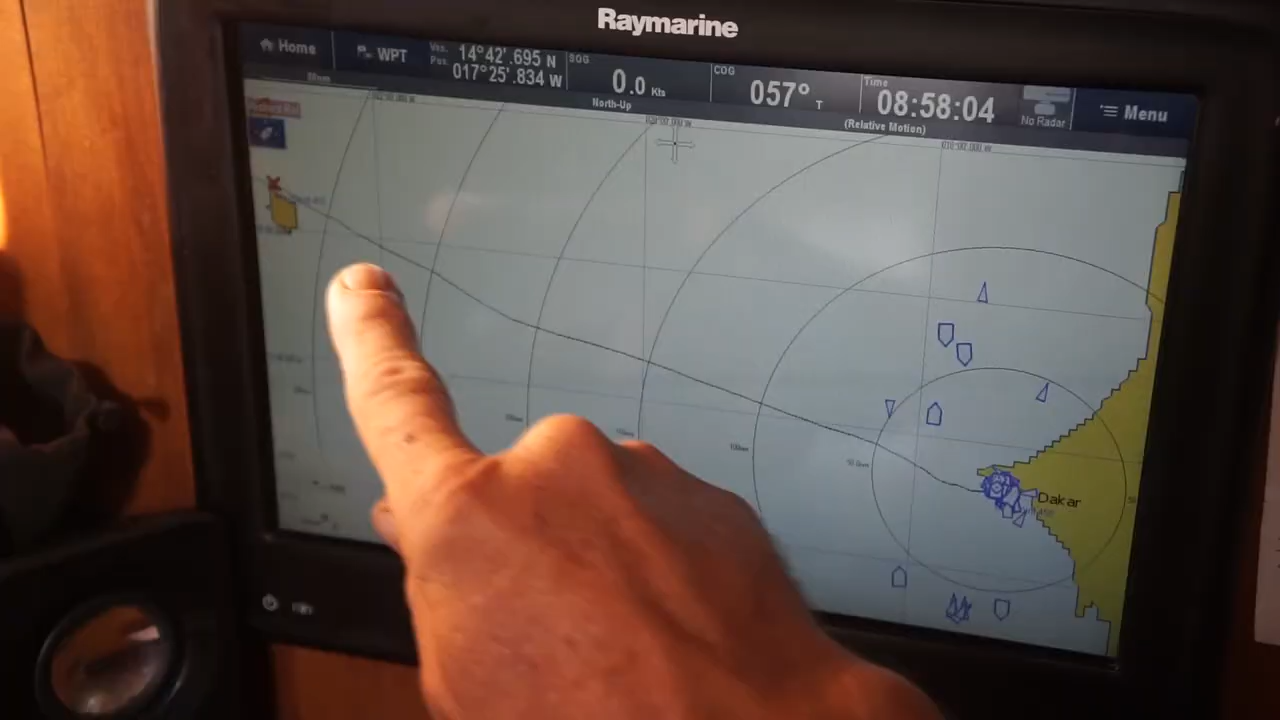 Raymarine
Home
WPT
Ves. Pos.
14°42'.695 N
017°25'.834 W
SOG
0.0 Kts
COG
057° T
Time
08:58:04
No Radar
Menu
North-Up
(Relative Motion)
Dakar